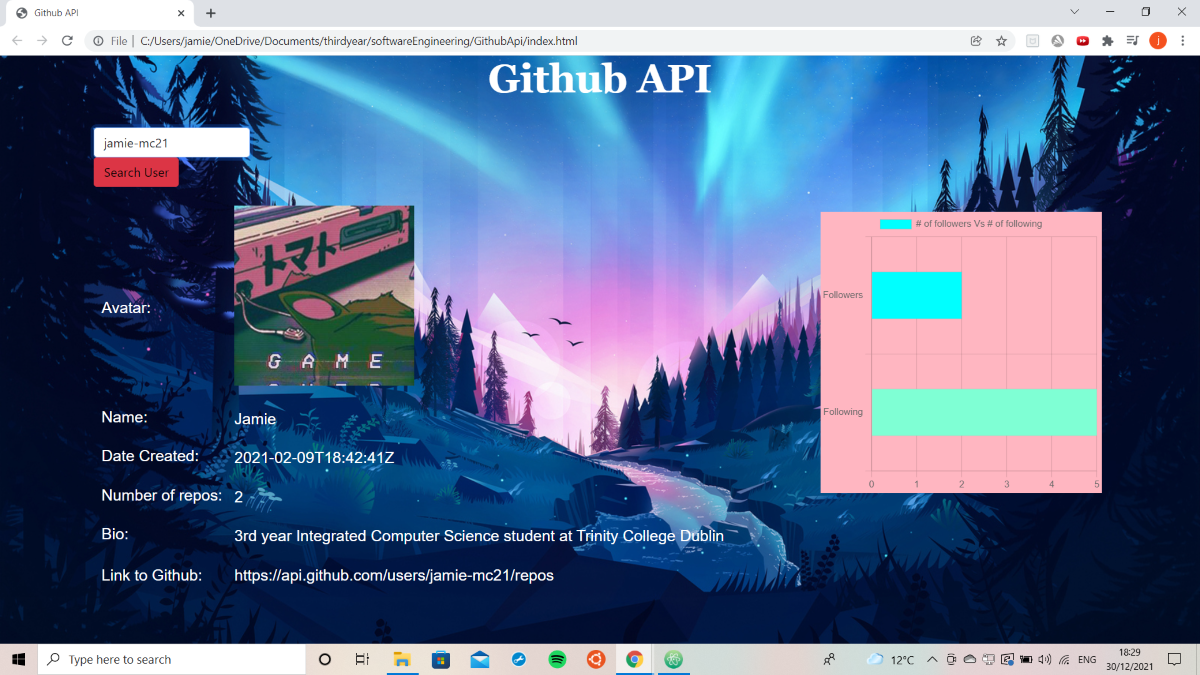 Github API
File | C:/Users/jamie/OneDrive/Documents/thirdyear/softwareEngineering/GithubApi/index.html
j
Github API
jamie-mc21
Search User
Avatar:
トマト
GAME
Name: Jamie
Date Created: 2021-02-09T18:42:41Z
Number of repos: 2
Bio: 3rd year Integrated Computer Science student at Trinity College Dublin
Link to Github: https://api.github.com/users/jamie-mc21/repos
# of followers Vs # of following
Followers
Following
0 1 2 3 4 5
Type here to search
12°C
ENG
18:29
30/12/2021